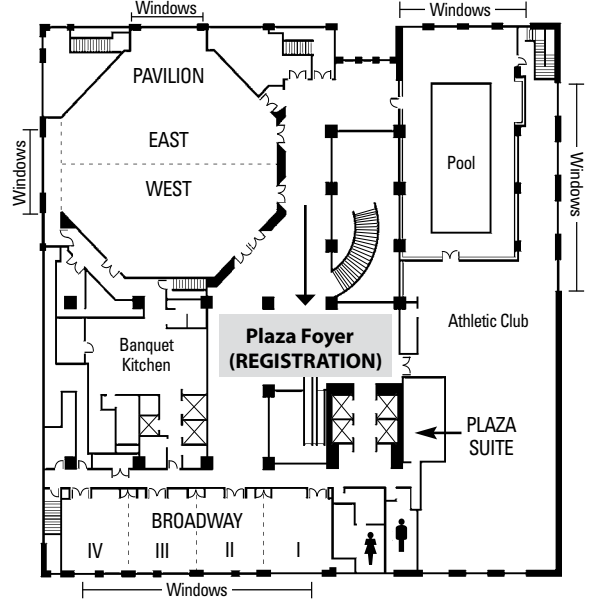 Windows
Windows
PAVILION
EAST
WEST
Windows
Windows
Pool
Plaza Foyer
(REGISTRATION)
Athletic Club
Banquet
Kitchen
PLAZA
SUITE
BROADWAY
IV
III
II
I
Windows